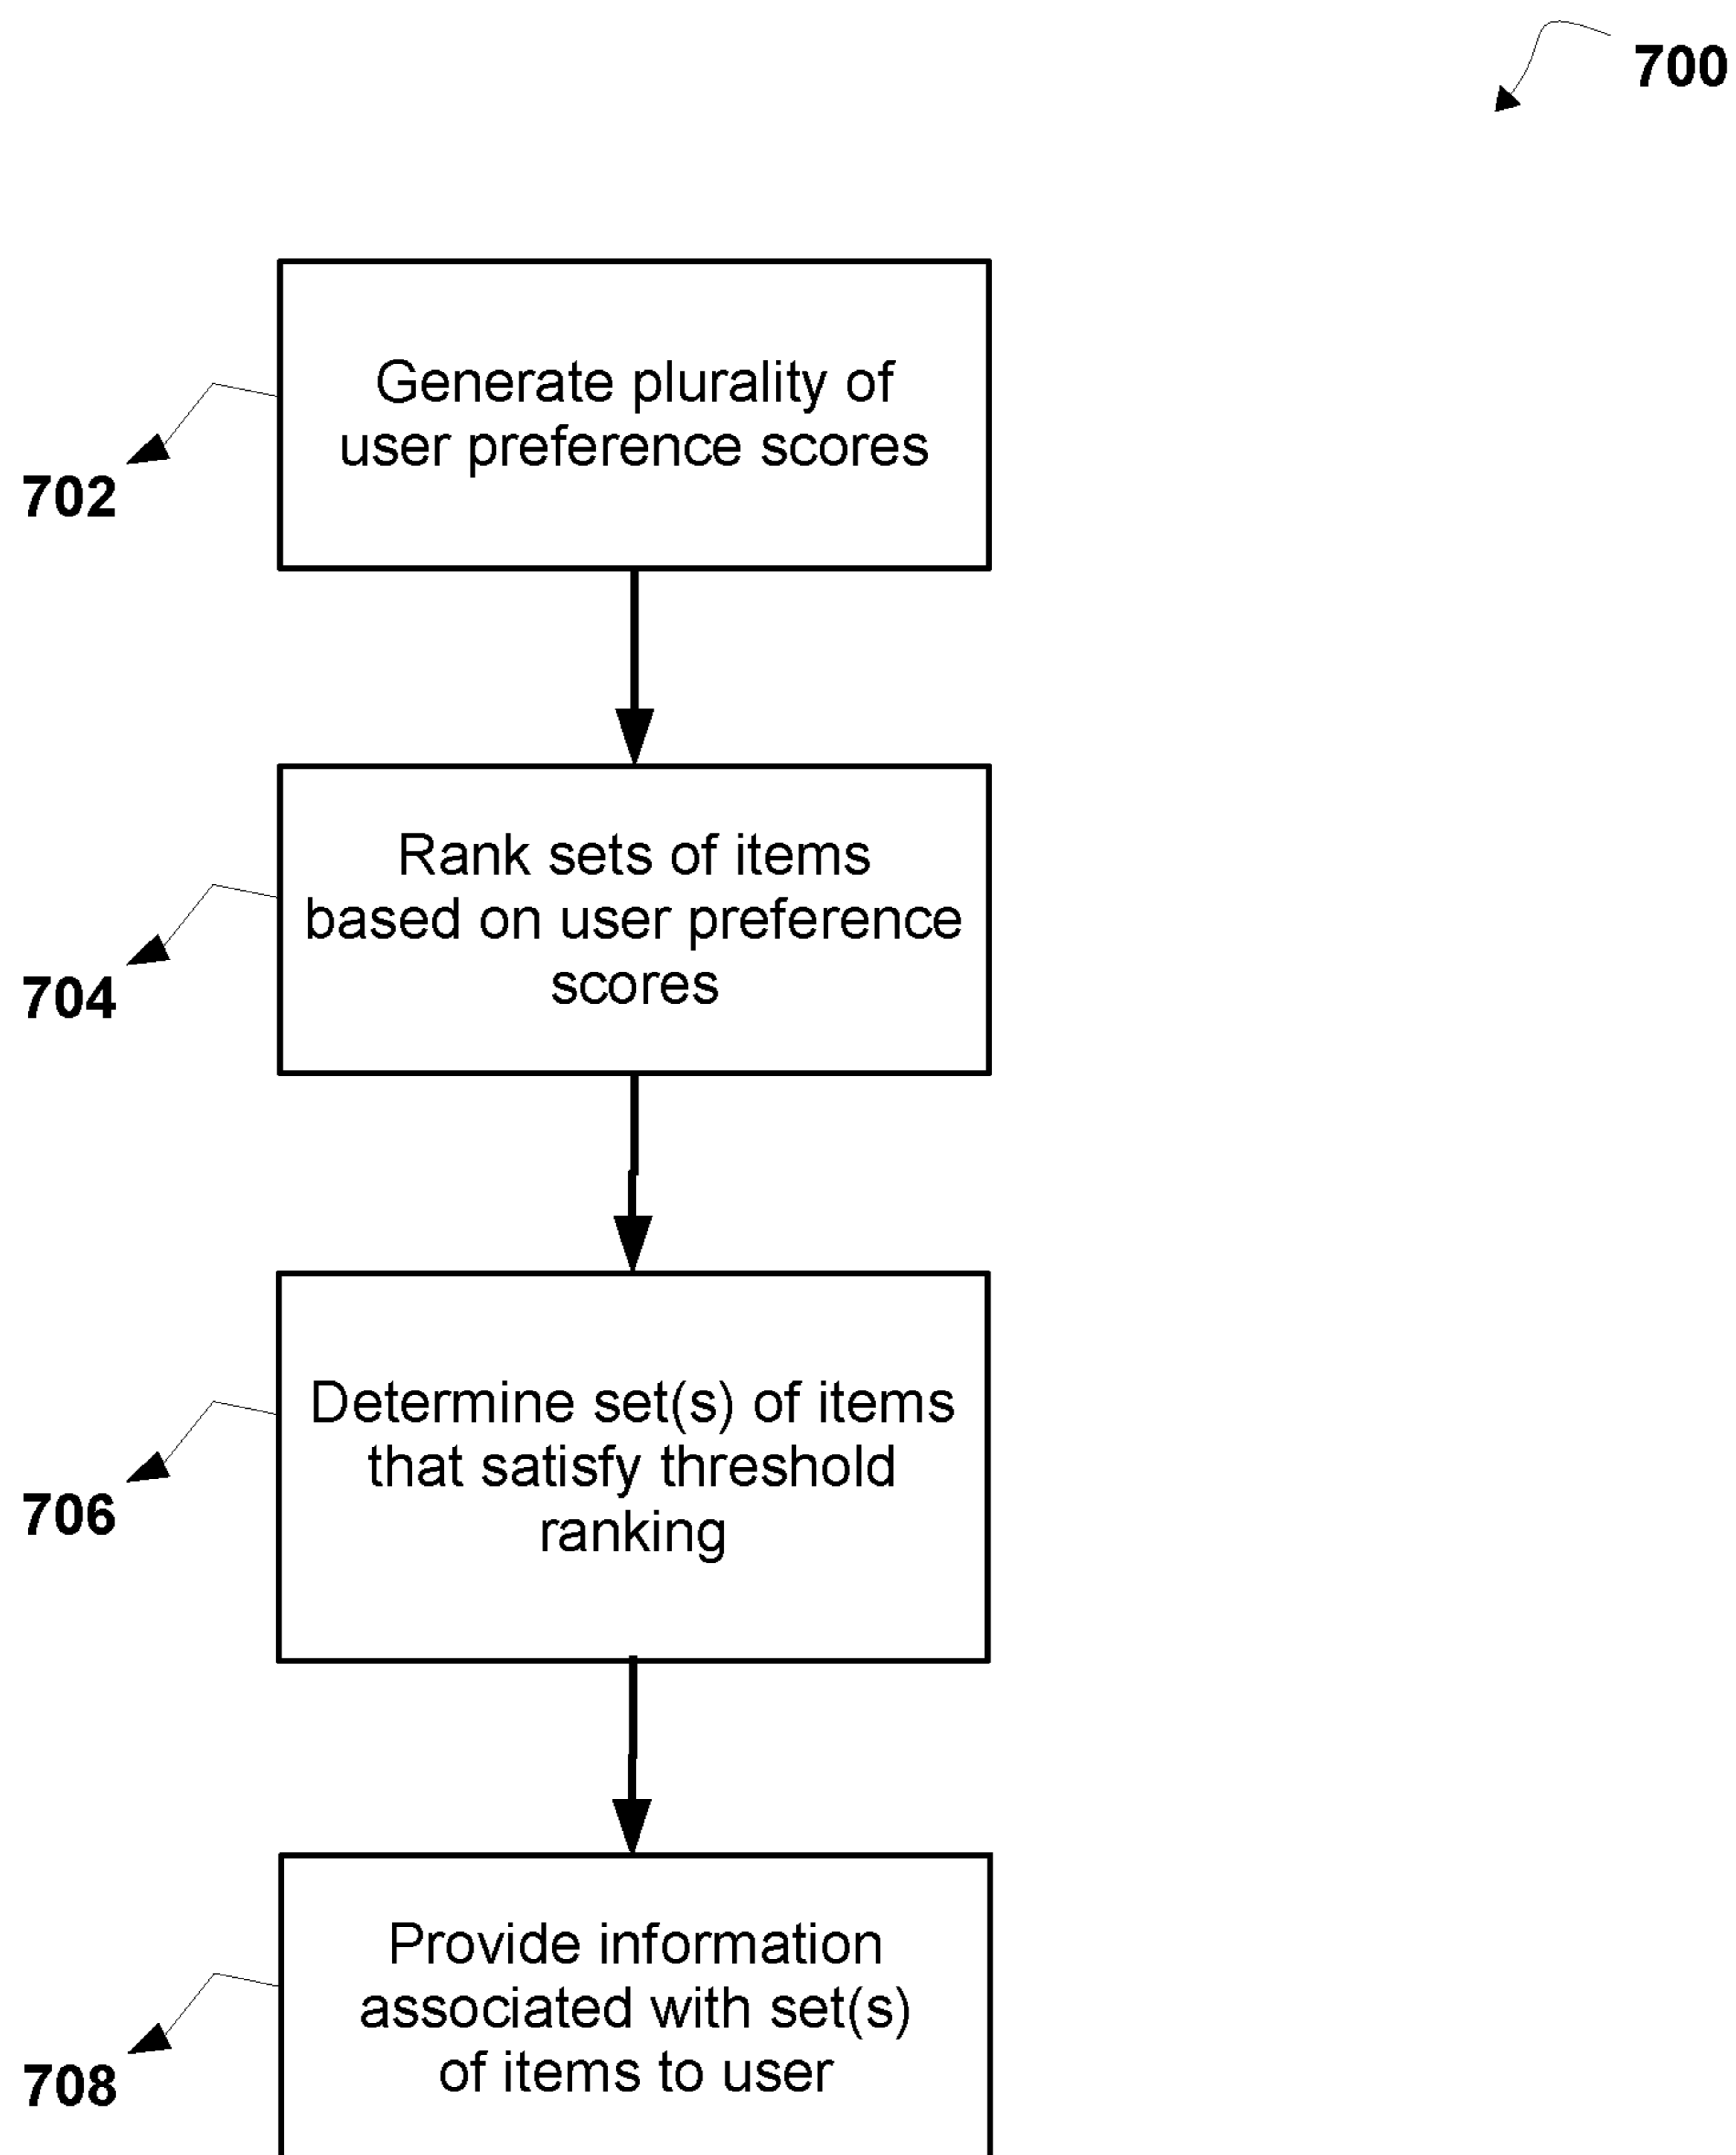 700
Generate plurality of
user preference scores
702
Rank sets of items
based on user preference
scores
704
Determine set(s) of items
that satisfy threshold
ranking
706
Provide information
associated with set(s)
of items to user
708